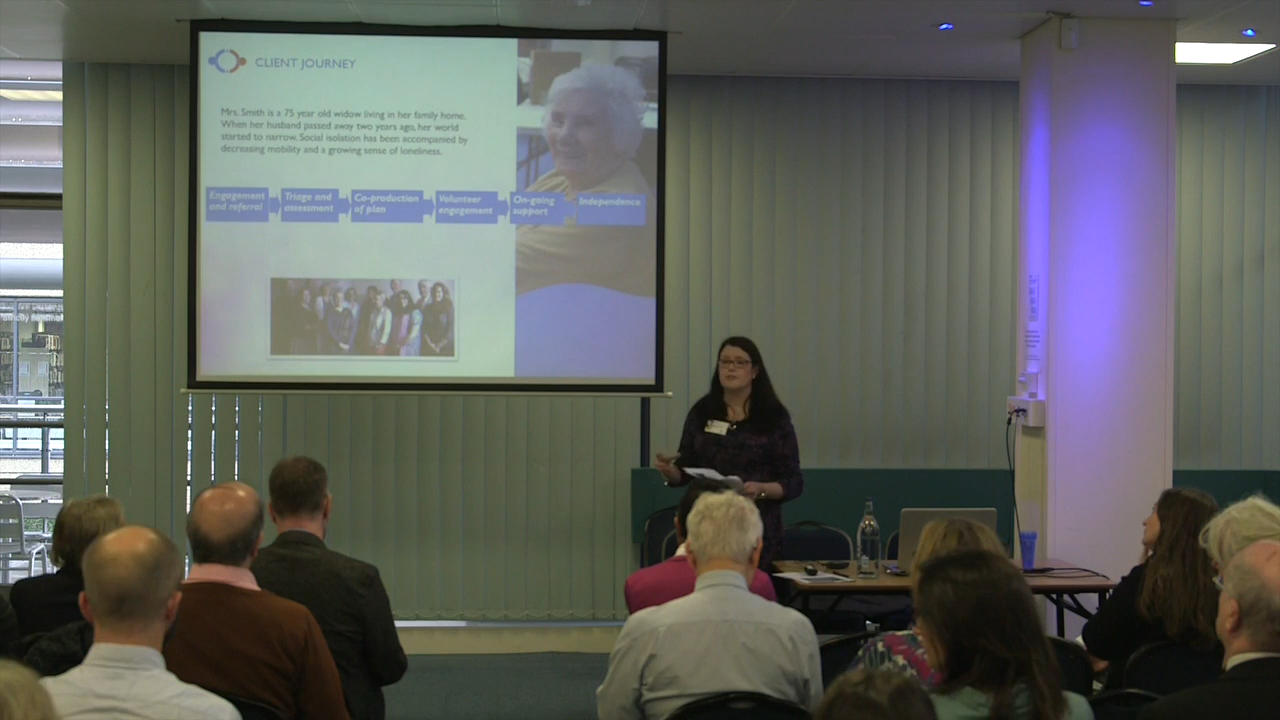 CLIENT JOURNEY
Mrs. Smith is a 75 year old widow living in her family home.
When her husband passed away two years ago, her world
started to narrow. Social isolation has been accompanied by
decreasing mobility and a growing sense of loneliness.
Engagement and referral
Triage and assessment
Co-production of plan
Volunteer engagement
On-going support
Independence